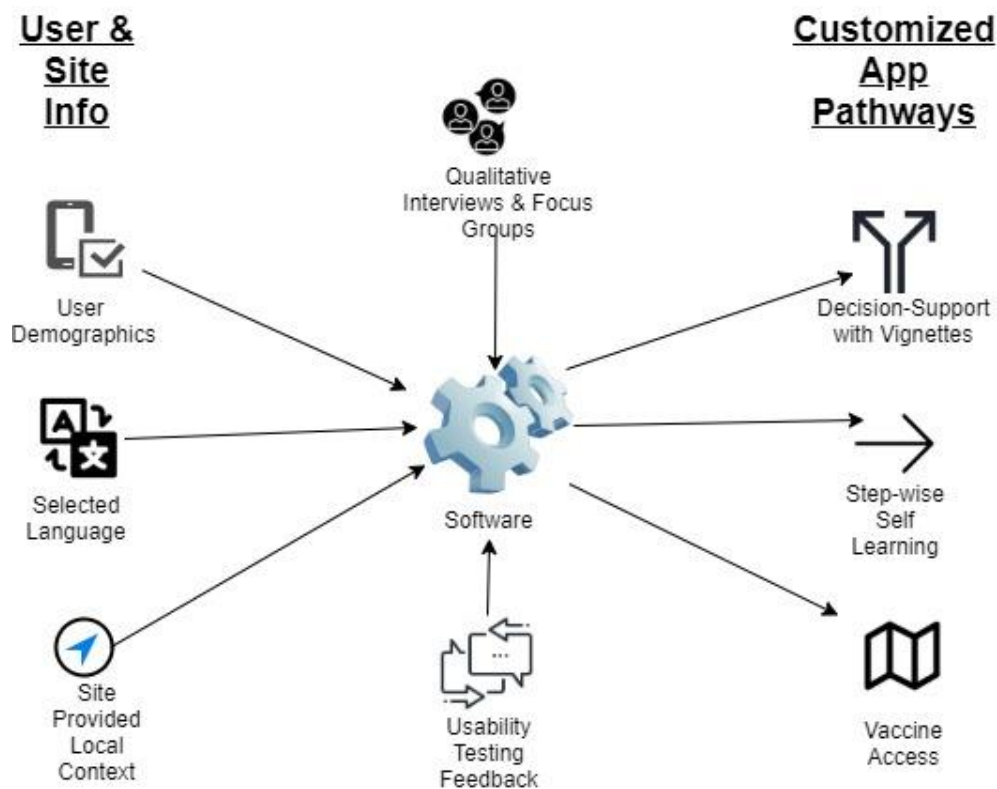 User &
Site
Info
Customized
App
Pathways
Qualitative
Interviews & Focus
Groups
User
Demographics
Decision-Support
with Vignettes
A
文
Selected
Language
Software
Step-wise
Self
Learning
Site
Provided
Local
Context
...
Usability
Testing
Feedback
Vaccine
Access